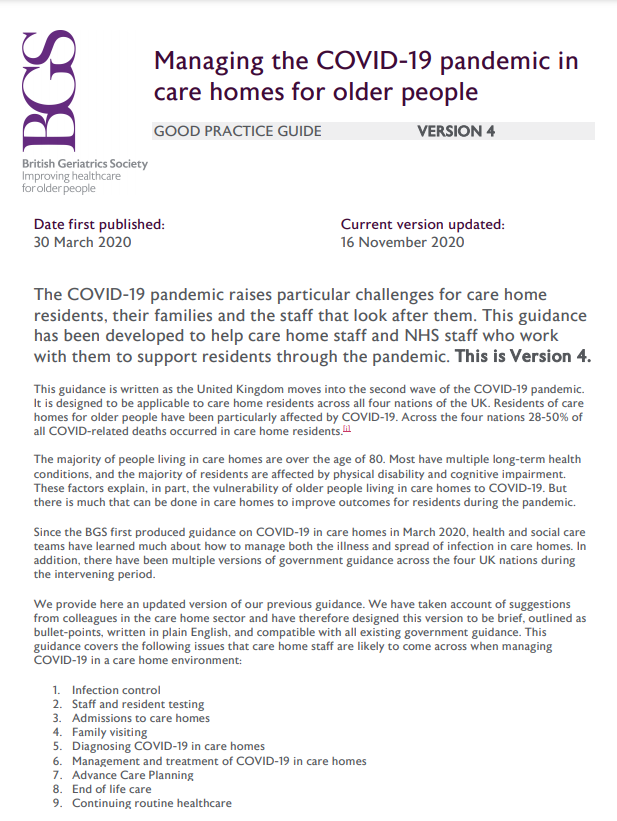 BGS
British Geriatrics Society
Improving healthcare
for older people
Managing the COVID-19 pandemic in
care homes for older people
GOOD PRACTICE GUIDE VERSION 4
Date first published:
30 March 2020
Current version updated:
16 November 2020
The COVID-19 pandemic raises particular challenges for care home
residents, their families and the staff that look after them. This guidance
has been developed to help care home staff and NHS staff who work
with them to support residents through the pandemic. This is Version 4.
This guidance is written as the United Kingdom moves into the second wave of the COVID-19 pandemic.
It is designed to be applicable to care home residents across all four nations of the UK. Residents of care
homes for older people have been particularly affected by COVID-19. Across the four nations 28-50% of
all COVID-related deaths occurred in care home residents.[i]
The majority of people living in care homes are over the age of 80. Most have multiple long-term health
conditions, and the majority of residents are affected by physical disability and cognitive impairment.
These factors explain, in part, the vulnerability of older people living in care homes to COVID-19. But
there is much that can be done in care homes to improve outcomes for residents during the pandemic.
Since the BGS first produced guidance on COVID-19 in care homes in March 2020, health and social care
teams have learned much about how to manage both the illness and spread of infection in care homes. In
addition, there have been multiple versions of government guidance across the four UK nations during
the intervening period.
We provide here an updated version of our previous guidance. We have taken account of suggestions
from colleagues in the care home sector and have therefore designed this version to be brief, outlined as
bullet-points, written in plain English, and compatible with all existing government guidance. This
guidance covers the following issues that care home staff are likely to come across when managing
COVID-19 in a care home environment:
1. Infection control
2. Staff and resident testing
3. Admissions to care homes
4. Family visiting
5. Diagnosing COVID-19 in care homes
6. Management and treatment of COVID-19 in care homes
7. Advance Care Planning
8. End of life care
9. Continuing routine healthcare